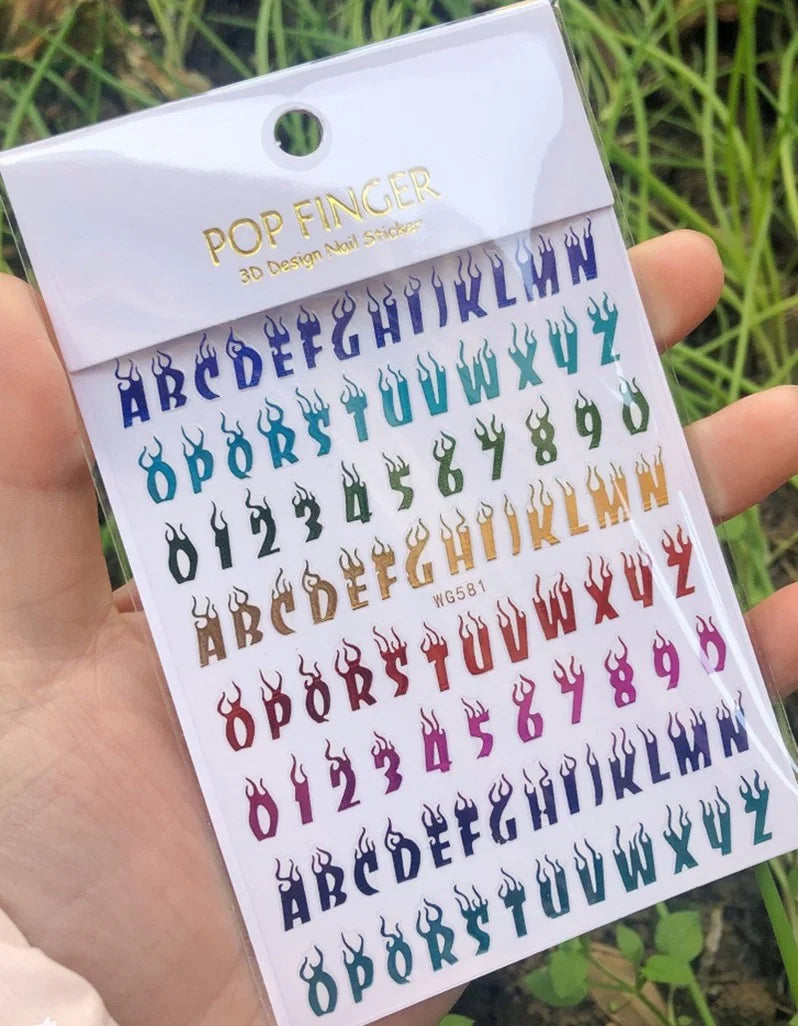 POP FINGER
3D Design Nail Sticker
ABCDEFGHIJKLMN
OPQRSTUVWXYZ
01234567890
ABCDEFGHIJKLMN
WG581
OPQRSTUVWXYZ
01234567890
ABCDEFGHIJKLMN
OPQRSTUVWXYZ